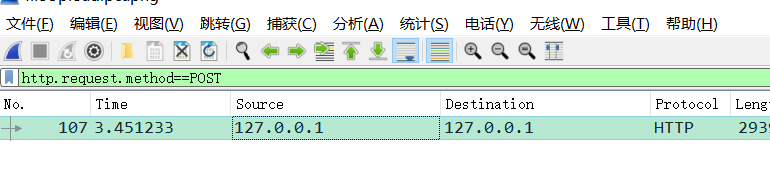 文件(F) 编辑(E) 视图(V) 跳转(G) 捕获(C) 分析(A) 统计(S) 电话(Y) 无线(W) 工具(T) 帮助(H)
http.request.method==POST
No. Time Source Destination Protocol Leng
107 3.451233 127.0.0.1 127.0.0.1 HTTP 293